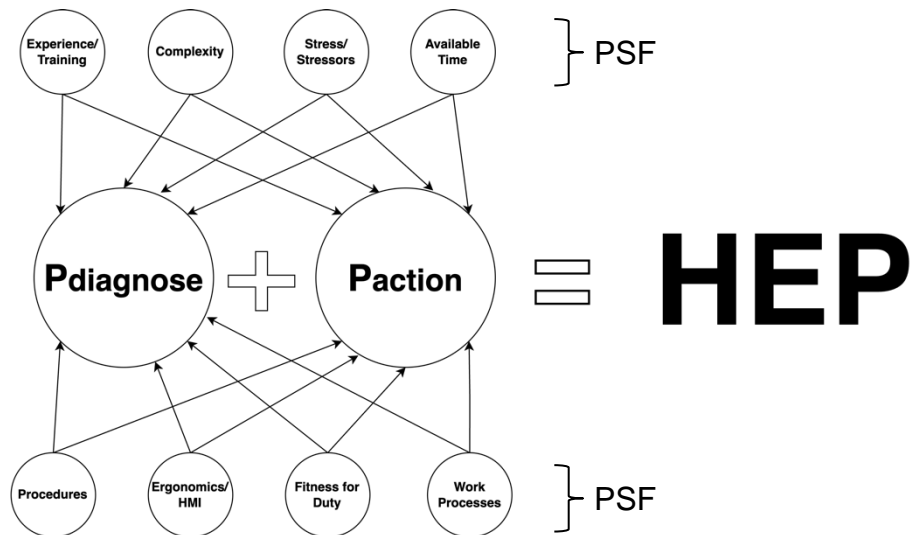 Experience/
Training
Complexity
Stress/
Stressors
Available
Time
PSF
Pdiagnose
+
Paction
=
HEP
Procedures
Ergonomics/
HMI
Fitness for
Duty
Work
Processes
PSF